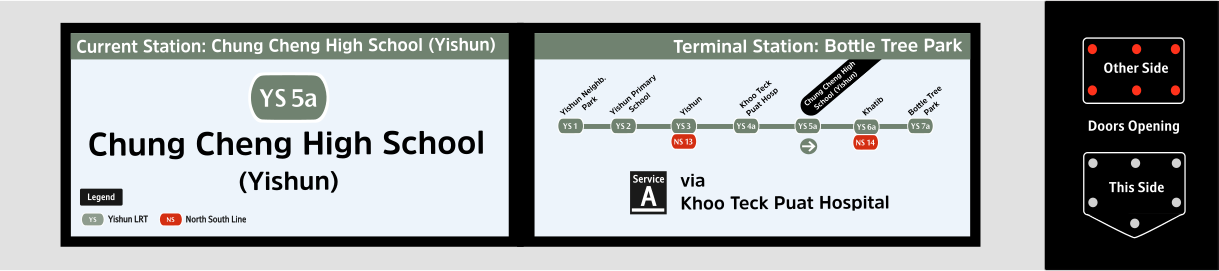 Current Station: Chung Cheng High School (Yishun)
YS 5a
Chung Cheng High School
(Yishun)
Legend
YS Yishun LRT NS North South Line
Terminal Station: Bottle Tree Park
Yishun Neighb.
Park
Yishun Primary
School
Yishun
Khoo Teck
Puat Hosp
Chung Cheng High
School (Yishun)
Khatib
Bottle Tree
Park
YS 1 YS 2 YS 3 YS 4a YS 5a YS 6a YS 7a
NS 13 NS 14
Service
A
via
Khoo Teck Puat Hospital
Other Side
Doors Opening
This Side